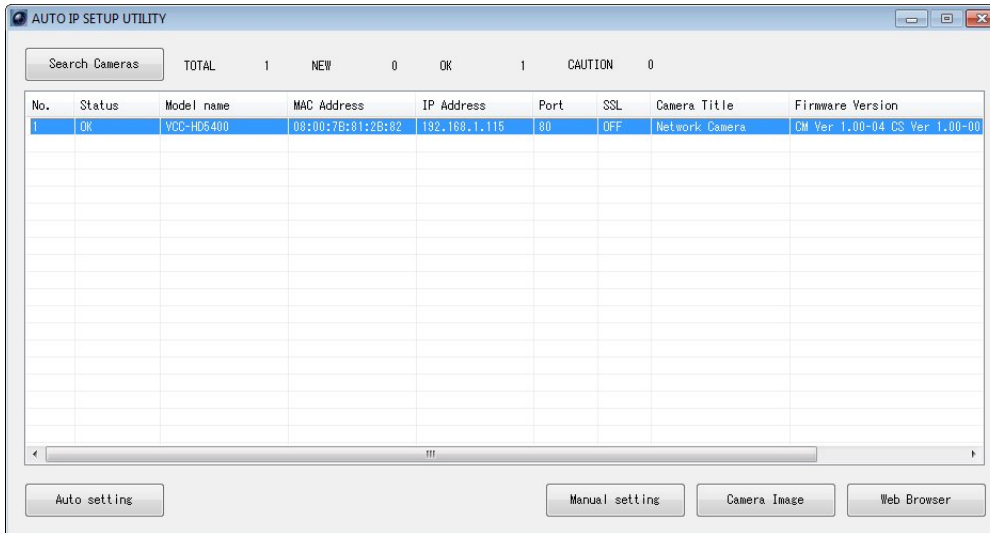 AUTO IP SETUP UTILITY
Search Cameras TOTAL 1 NEW 0 OK 1 CAUTION 0
No. Status Model name MAC Address IP Address Port SSL Camera Title Firmware Version
1 OK VCC-HD5400 08:00:7B:81:2B:82 192.168.1.115 80 OFF Network Camera CM Ver 1.00-04 CS Ver 1.00-00
Auto setting Manual setting Camera Image Web Browser